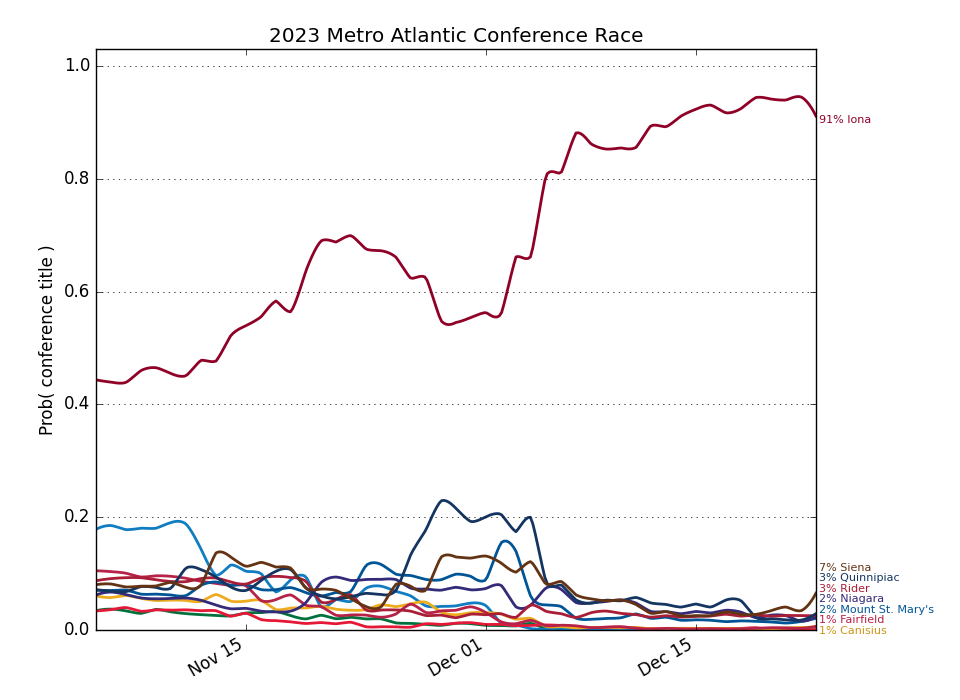 2023 Metro Atlantic Conference Race
Prob( conference title )
1.0
0.8
0.6
0.4
0.2
0.0
Nov 15
Dec 01
Dec 15
91% Iona
7% Siena
3% Quinnipiac
3% Rider
2% Niagara
2% Mount St. Mary's
1% Fairfield
1% Canisius